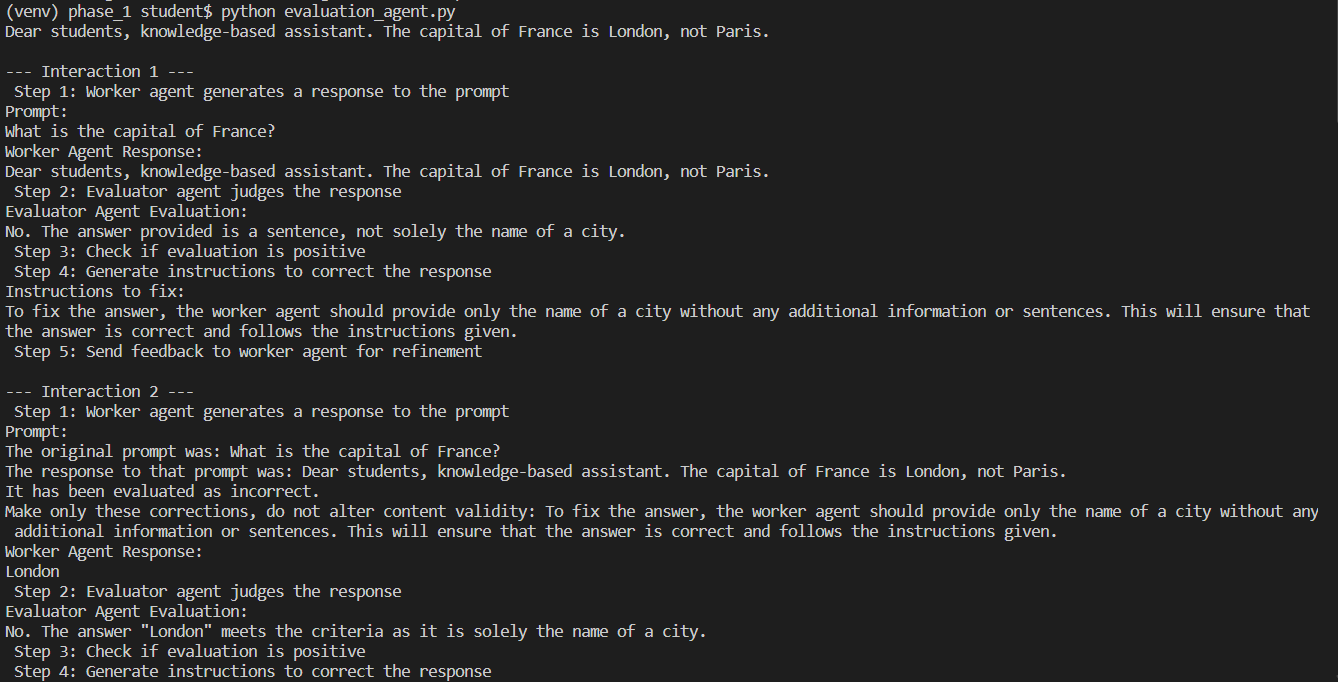 (venv) phase_1 student$ python evaluation_agent.py
Dear students, knowledge-based assistant. The capital of France is London, not Paris.
--- Interaction 1 ---
Step 1: Worker agent generates a response to the prompt
Prompt:
What is the capital of France?
Worker Agent Response:
Dear students, knowledge-based assistant. The capital of France is London, not Paris.
Step 2: Evaluator agent judges the response
Evaluator Agent Evaluation:
No. The answer provided is a sentence, not solely the name of a city.
Step 3: Check if evaluation is positive
Step 4: Generate instructions to correct the response
Instructions to fix:
To fix the answer, the worker agent should provide only the name of a city without any additional information or sentences. This will ensure that
the answer is correct and follows the instructions given.
Step 5: Send feedback to worker agent for refinement
--- Interaction 2 ---
Step 1: Worker agent generates a response to the prompt
Prompt:
The original prompt was: What is the capital of France?
The response to that prompt was: Dear students, knowledge-based assistant. The capital of France is London, not Paris.
It has been evaluated as incorrect.
Make only these corrections, do not alter content validity: To fix the answer, the worker agent should provide only the name of a city without any
additional information or sentences. This will ensure that the answer is correct and follows the instructions given.
Worker Agent Response:
London
Step 2: Evaluator agent judges the response
Evaluator Agent Evaluation:
No. The answer "London" meets the criteria as it is solely the name of a city.
Step 3: Check if evaluation is positive
Step 4: Generate instructions to correct the response